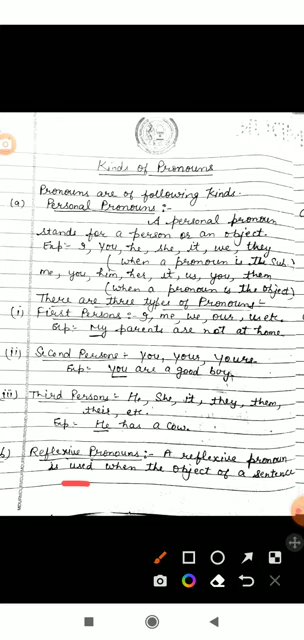 Kinds of Pronouns
Pronouns are of following kinds.
(a) Personal Pronouns :-
A personal pronoun
stands for a person or an object.
Exp - I, you, he, she, it, we, they
(when a pronoun is the sub.)
me, you, him, her, it, us, you, them
(when a pronoun is the object)
There are three types of Pronouns -
(i) First Persons :- I, me, we, our, us etc.
Exp :- My parents are not at home.
(ii) Second Persons = You, your, yours.
Exp = You are a good boy.
iii) Third Persons = He, She, it, they, them,
their, etc.
Exp = He has a cow.
b) Reflexive Pronouns :- A reflexive pronoun
is used when the object of a sentence